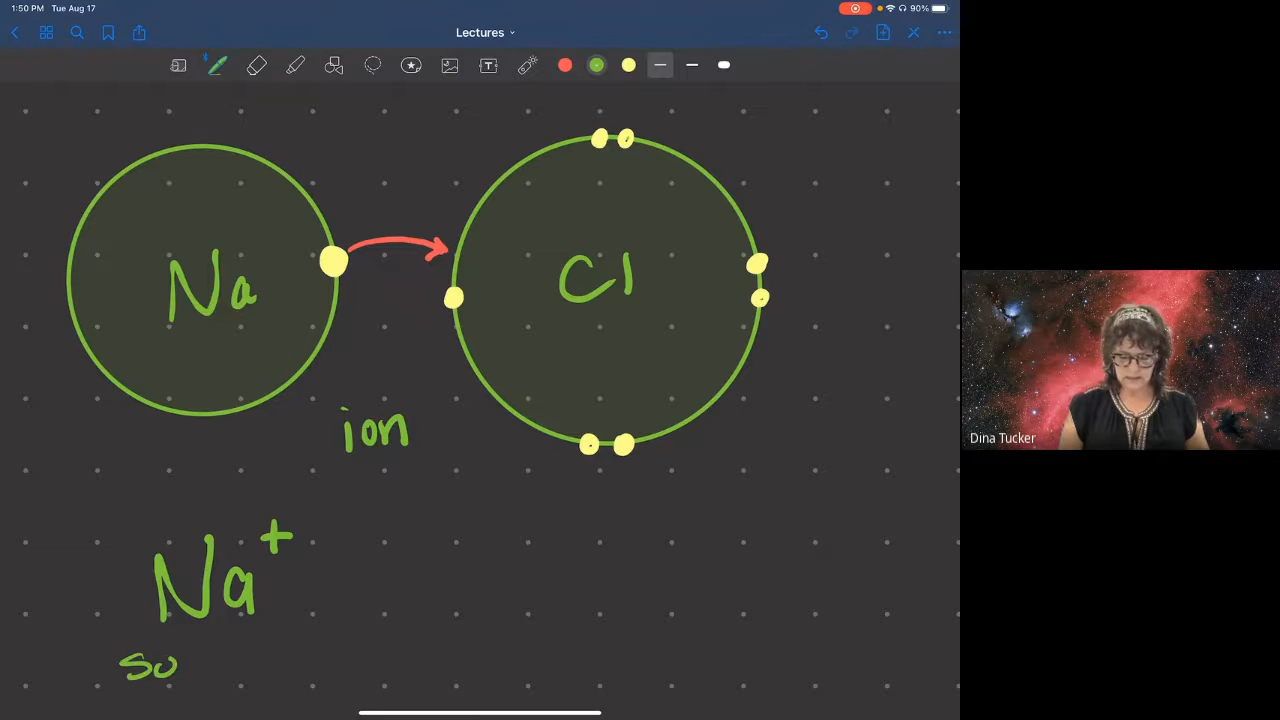 1:50 PM Tue Aug 17
90%
Lectures
T
Na
Cl
ion
Na+
so
Dina Tucker